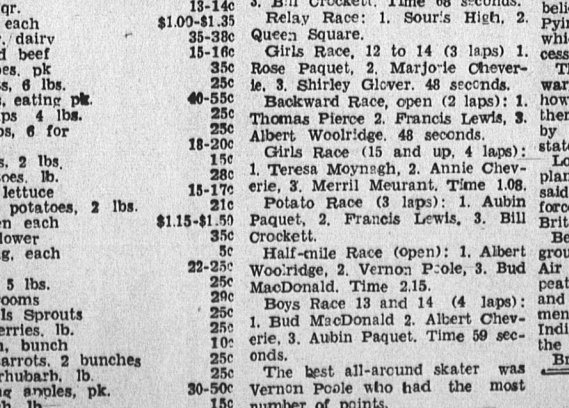 qr. 13-14c
each $1.00-$1.35
dairy 35-38c
beef 15-16c
pk 35c
6 lbs. 25c
eating pk. 40-55c
4 lbs. 25c
6 for 25c
18-20c
2 lbs. 15c
lb. 28c
lettuce 15-17c
potatoes, 2 lbs. 21c
each $1.15-$1.50
35c
each 5c
22-25c
5 lbs. 25c
29c
Sprouts 25c
lb. 25c
bunch 10c
2 bunches 25c
lb. 25c
apples, pk. 30-50c
lb 15c
3. Bill Crockett. Time 68 seconds.
Relay Race: 1. Souris High, 2.
Queen Square.
Girls Race, 12 to 14 (3 laps) 1.
Rose Paquet, 2. Marjorie Chever-
ie, 3. Shirley Glover. 48 seconds.
Backward Race, open (2 laps): 1.
Thomas Pierce 2. Francis Lewis, 3.
Albert Woolridge. 48 seconds.
Girls Race (15 and up, 4 laps):
1. Teresa Moynagh, 2. Annie Chev-
erie, 3. Merril Meurant. Time 1.08.
Potato Race (3 laps): 1. Aubin
Paquet, 2. Francis Lewis, 3. Bill
Crockett.
Half-mile Race (open): 1. Albert
Woolridge, 2. Vernon Poole, 3. Bud
MacDonald. Time 2.15.
Boys Race 13 and 14 (4 laps):
1. Bud MacDonald 2. Albert Chev-
erie, 3. Aubin Paquet. Time 59 sec-
onds.
The best all-around skater was
Vernon Poole who had the most
number of points.